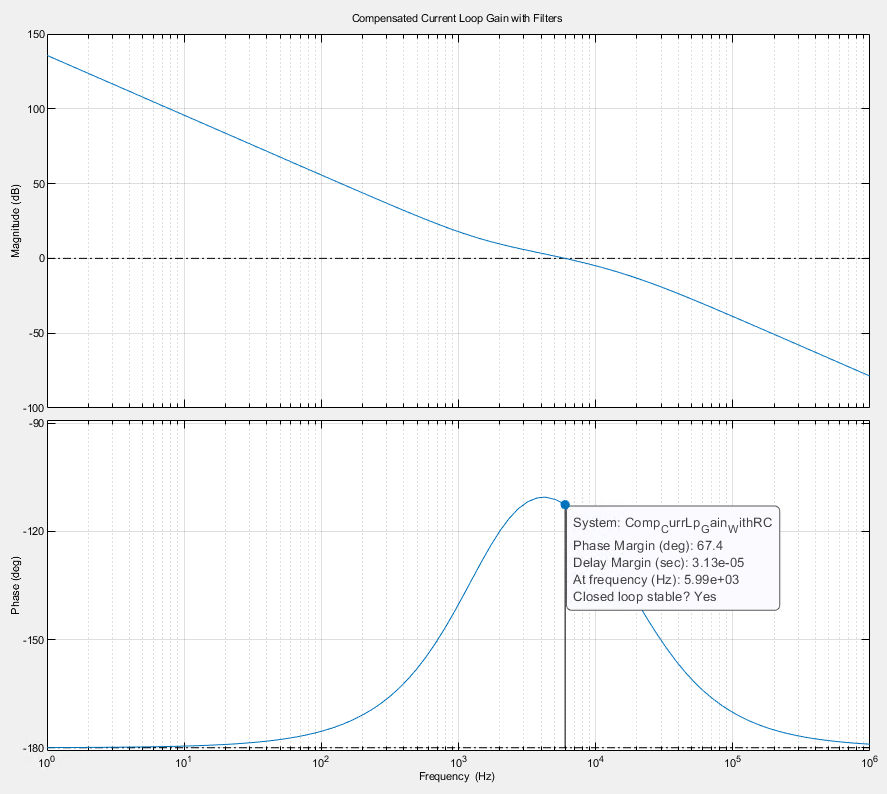 Compensated Current Loop Gain with Filters
150
100
50
0
-50
-100
Magnitude (dB)
-90
-120
-150
-180
Phase (deg)
System: Comp_CurrLp_Gain_WithRC
Phase Margin (deg): 67.4
Delay Margin (sec): 3.13e-05
At frequency (Hz): 5.99e+03
Closed loop stable? Yes
10^0 10^1 10^2 10^3 10^4 10^5 10^6
Frequency (Hz)